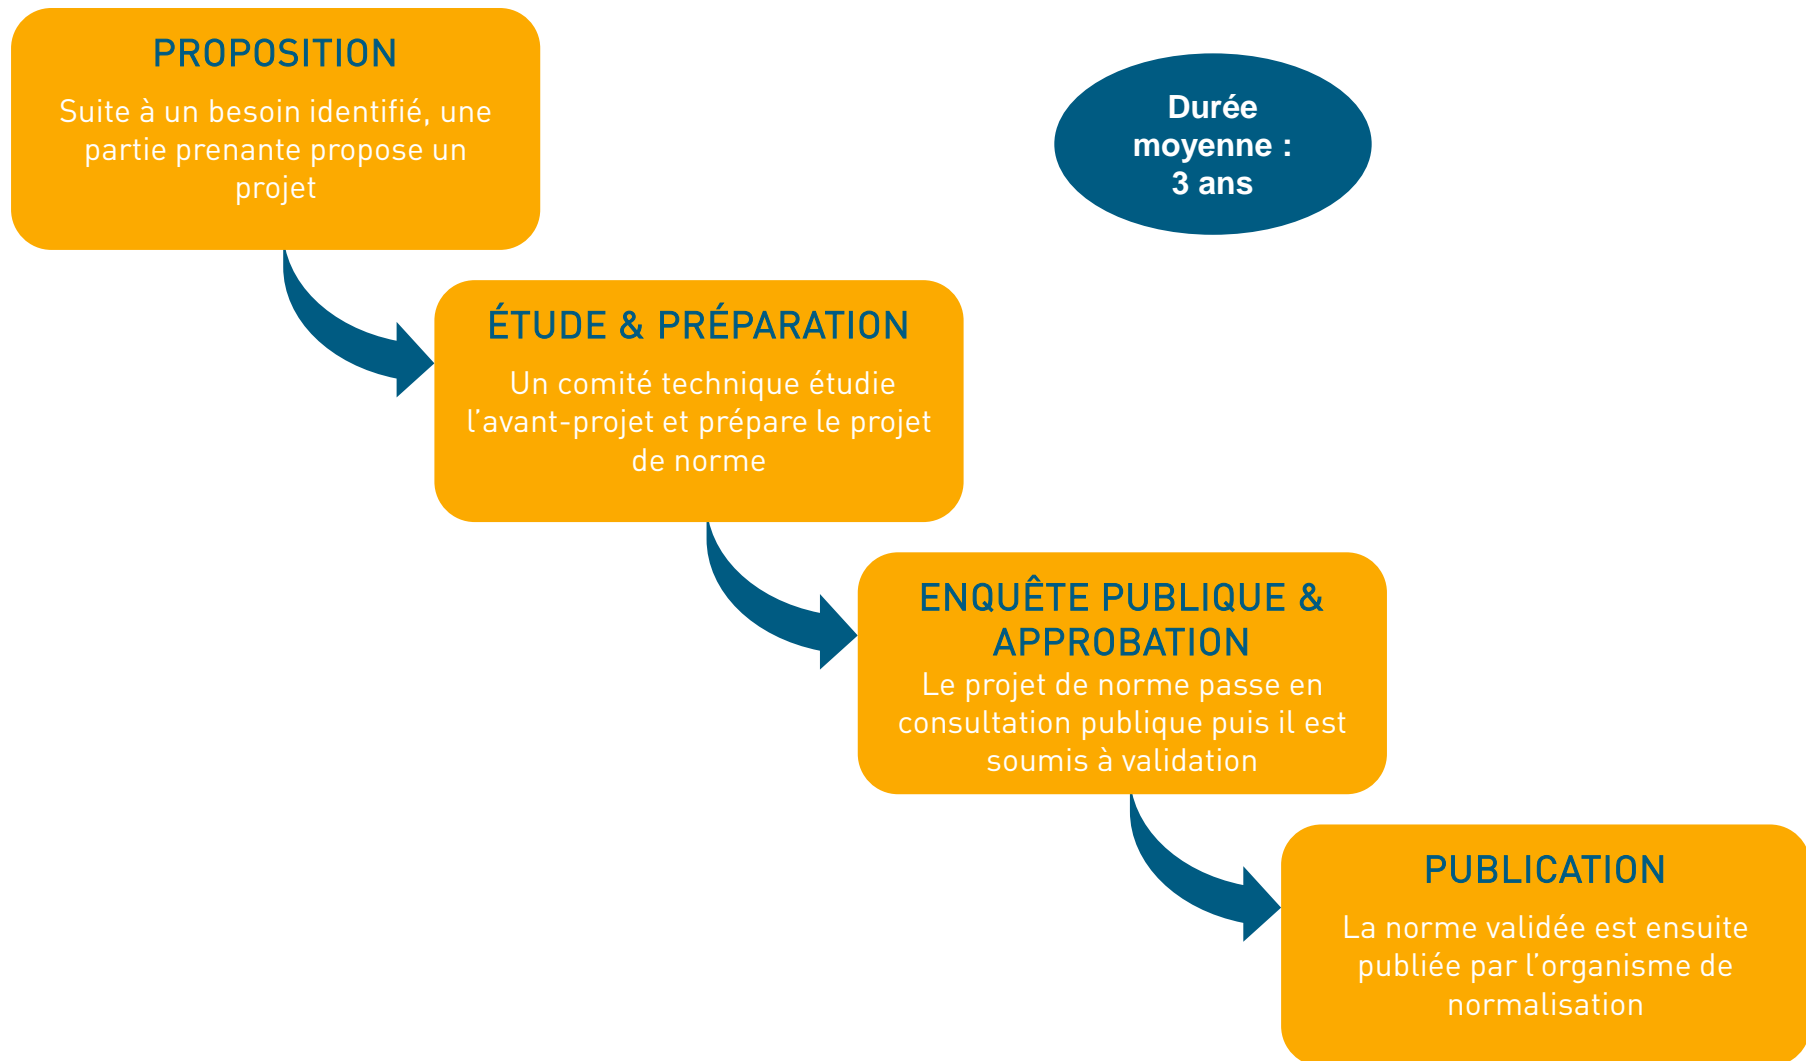 PROPOSITION
Suite à un besoin identifié, une
partie prenante propose un
projet
Durée
moyenne :
3 ans
ÉTUDE & PRÉPARATION
Un comité technique étudie
l’avant-projet et prépare le projet
de norme
ENQUÊTE PUBLIQUE &
APPROBATION
Le projet de norme passe en
consultation publique puis il est
soumis à validation
PUBLICATION
La norme validée est ensuite
publiée par l’organisme de
normalisation